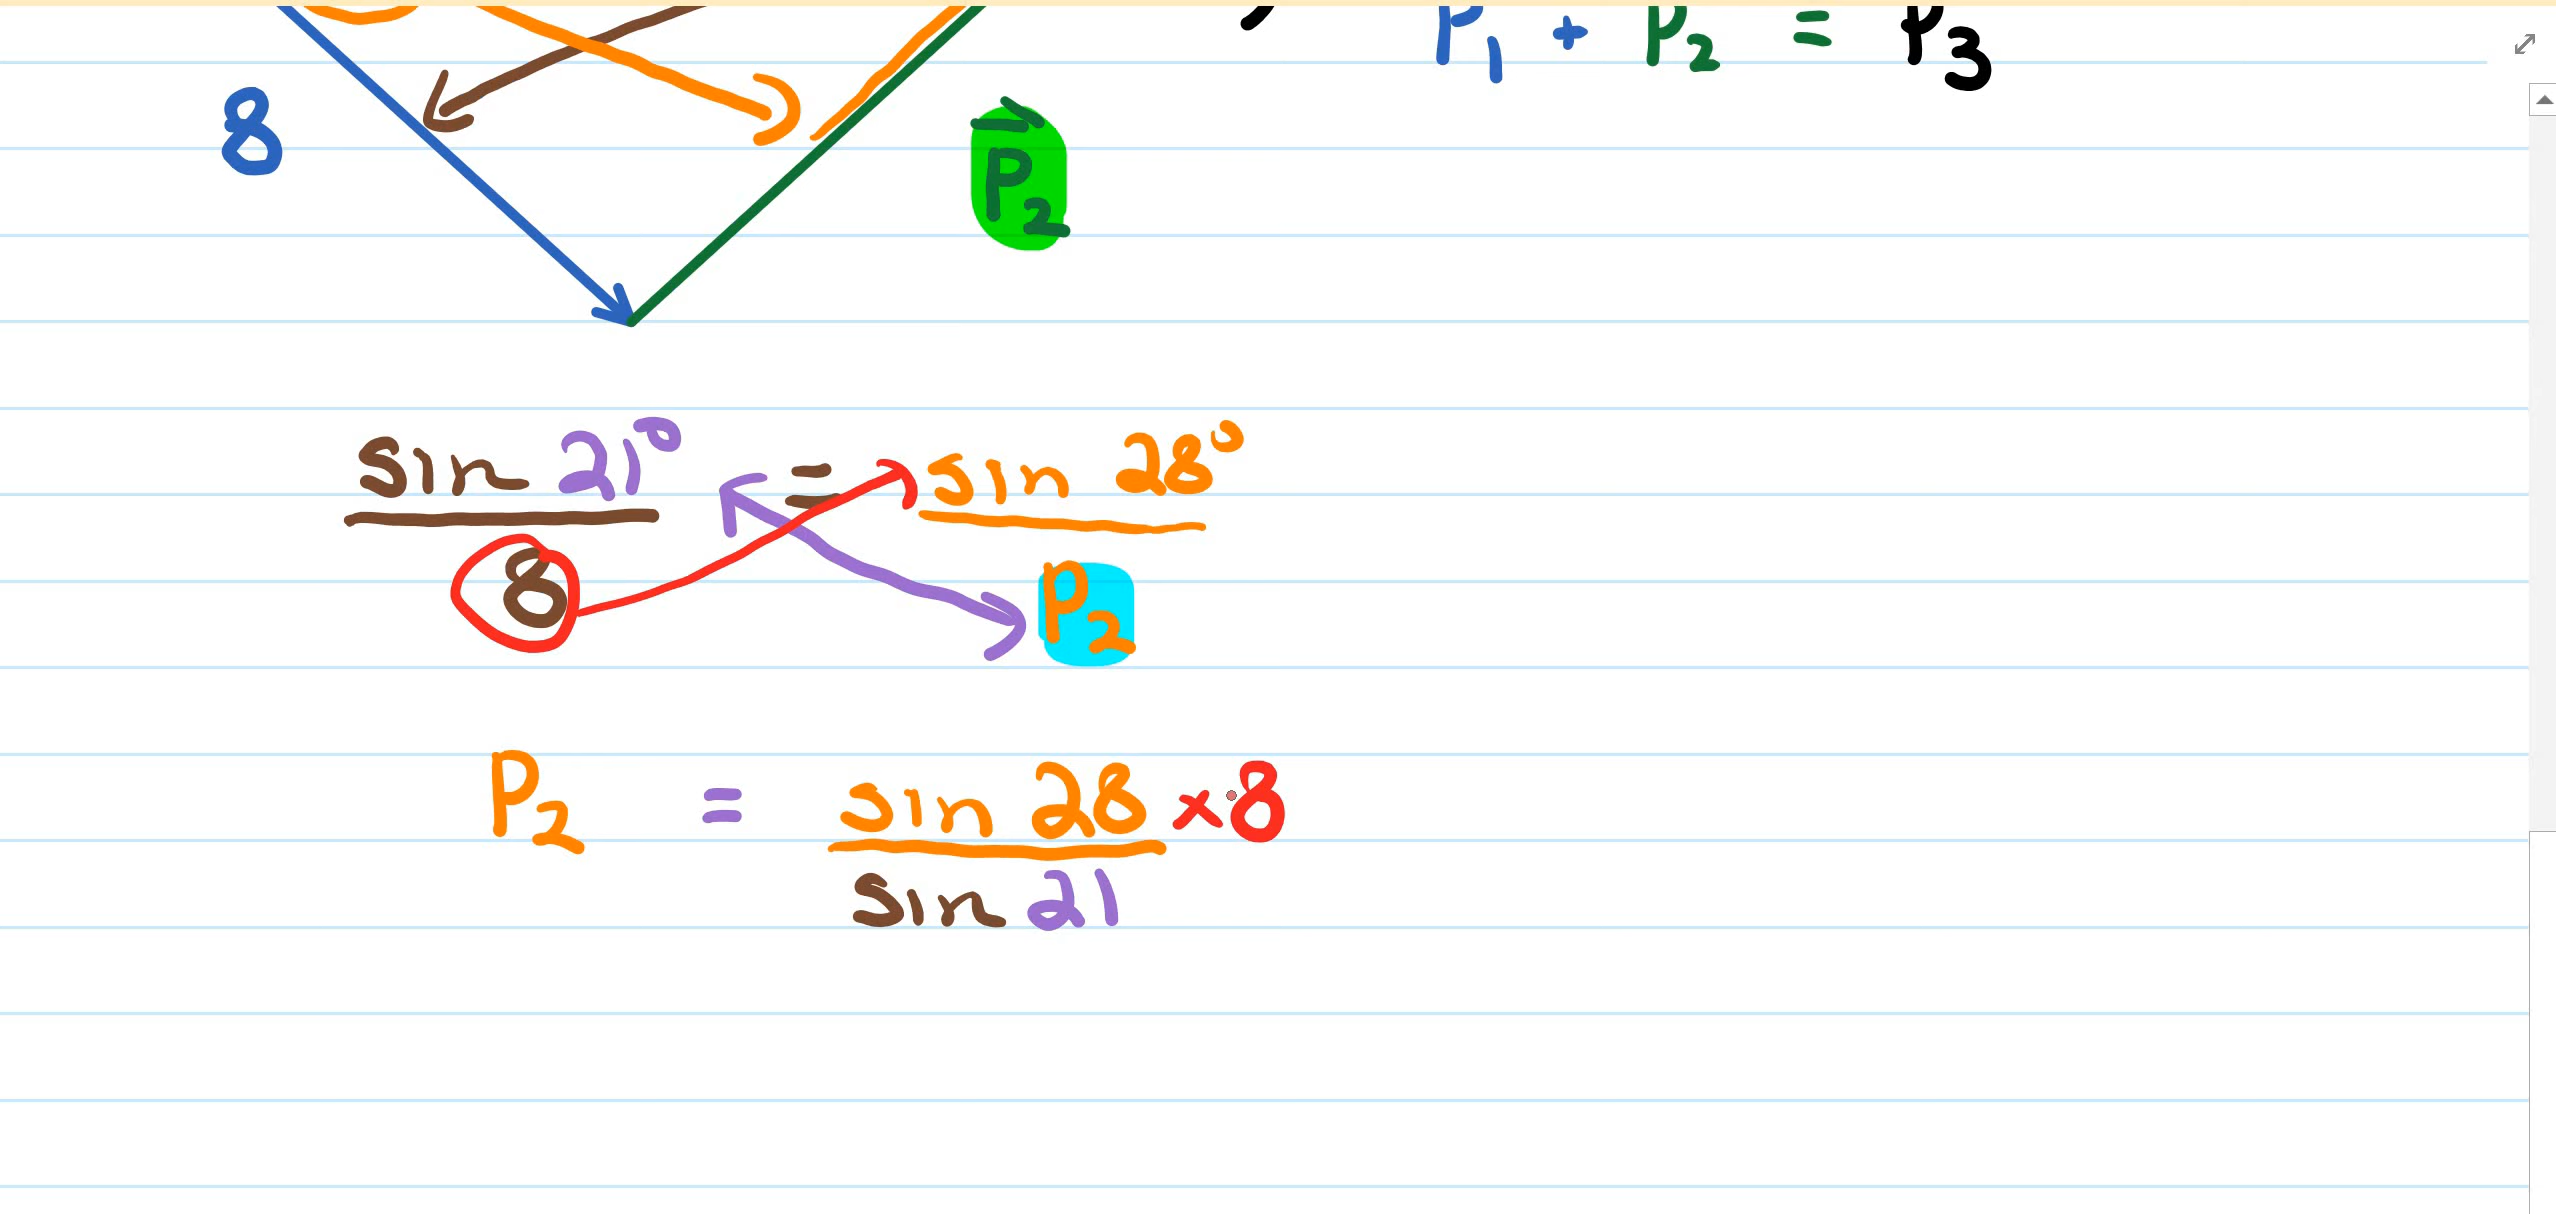 P₁ + P₂ = P₃
8
P₂
sin 21° = sin 28°
8 P₂
P₂ = sin 28 × 8
sin 21